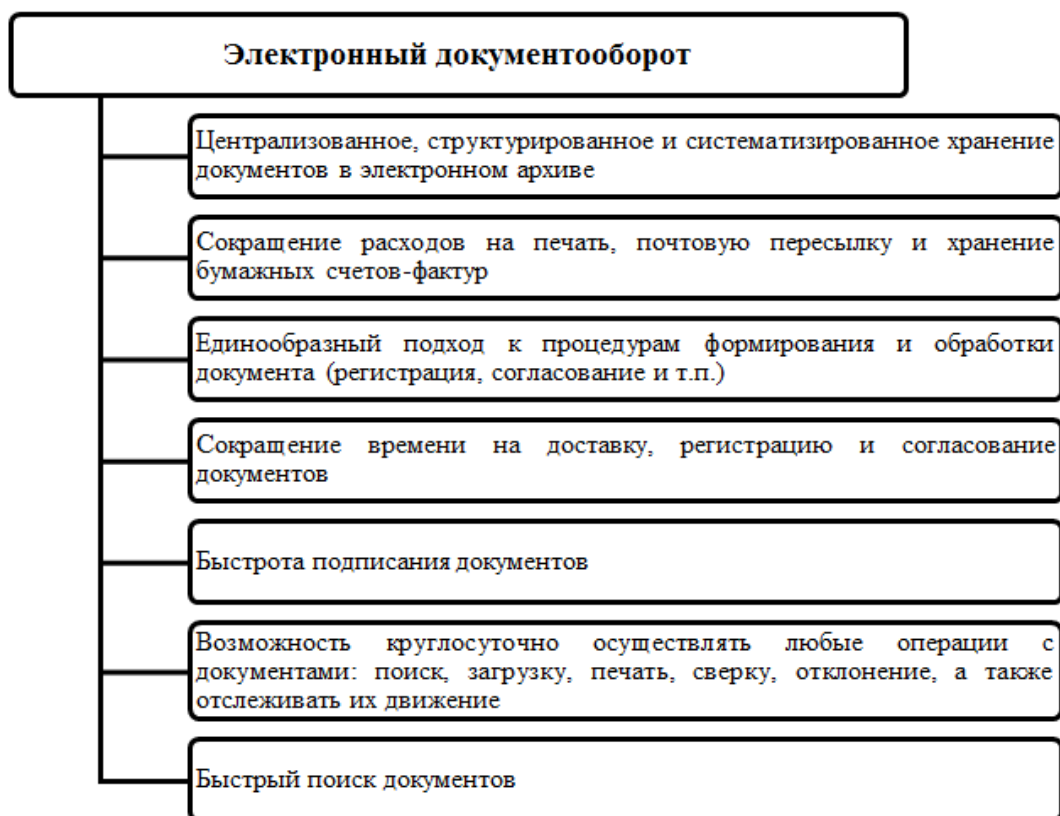 Электронный документооборот
Централизованное, структурированное и систематизированное хранение
документов в электронном архиве
Сокращение расходов на печать, почтовую пересылку и хранение
бумажных счетов-фактур
Единообразный подход к процедурам формирования и обработки
документа (регистрация, согласование и т.п.)
Сокращение времени на доставку, регистрацию и согласование
документов
Быстрота подписания документов
Возможность круглосуточно осуществлять любые операции с
документами: поиск, загрузку, печать, сверку, отклонение, а также
отслеживать их движение
Быстрый поиск документов